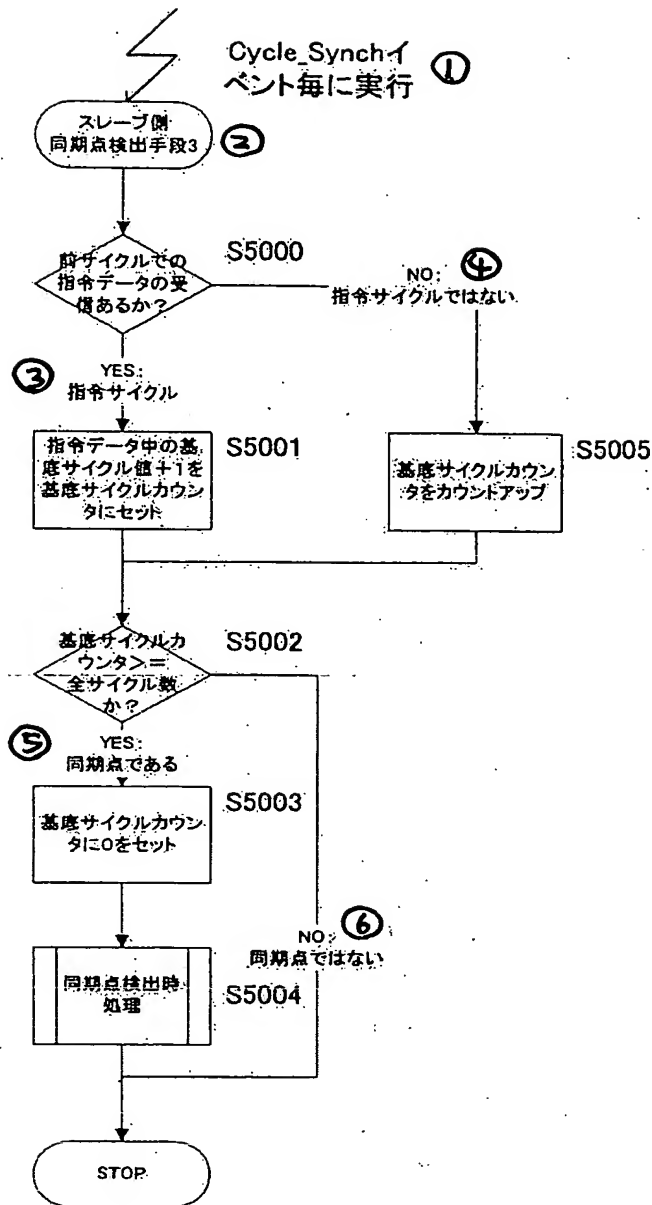 Cycle_Synchイ
ベント毎に実行
①
スレーブ側
同期点検出手段3
②
S5000
前サイクルでの
指令データの受
信あるか?
④
NO:
指令サイクルではない
③
YES:
指令サイクル
S5001
指令データ中の基
底サイクル値+1を
基底サイクルカウン
タにセット
S5005
基底サイクルカウン
タをカウントアップ
S5002
基底サイクルカ
ウンタ>=
全サイクル数
か?
⑤
YES:
同期点である
S5003
基底サイクルカウン
タに0をセット
⑥
NO:
同期点ではない
同期点検出時
処理
S5004
STOP